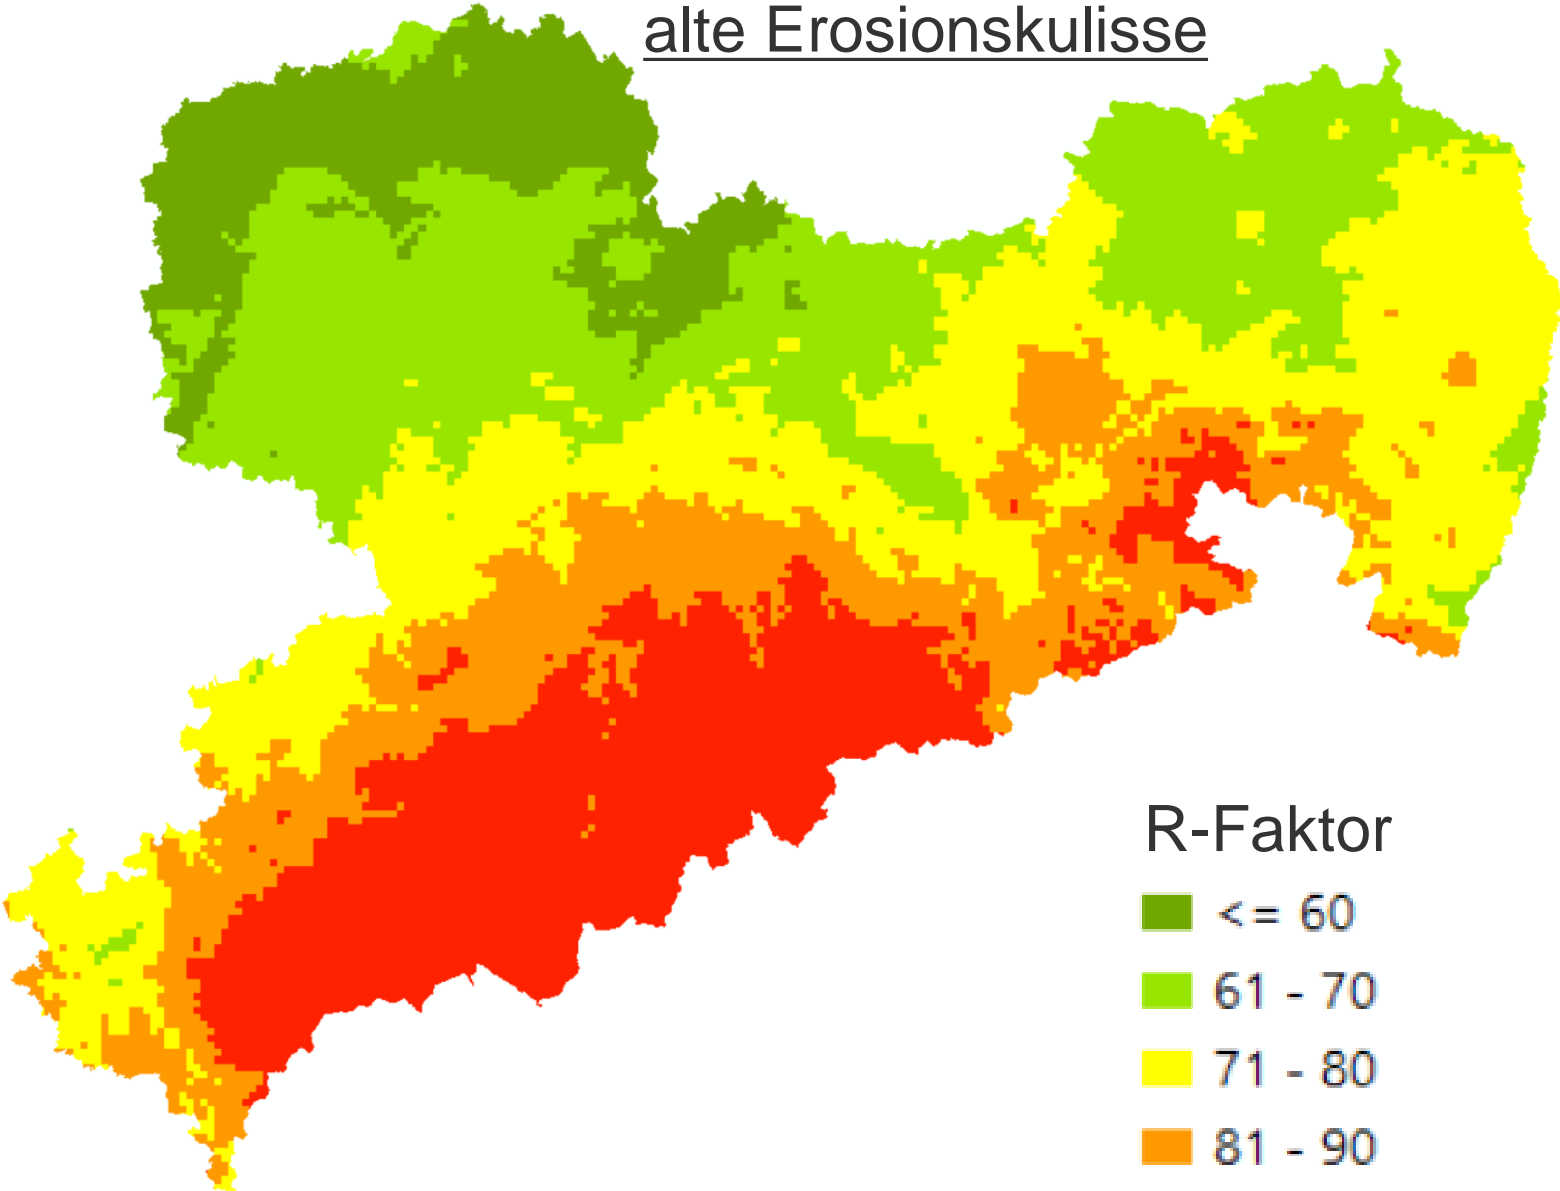 alte Erosionskulisse
R-Faktor
<= 60
61 - 70
71 - 80
81 - 90